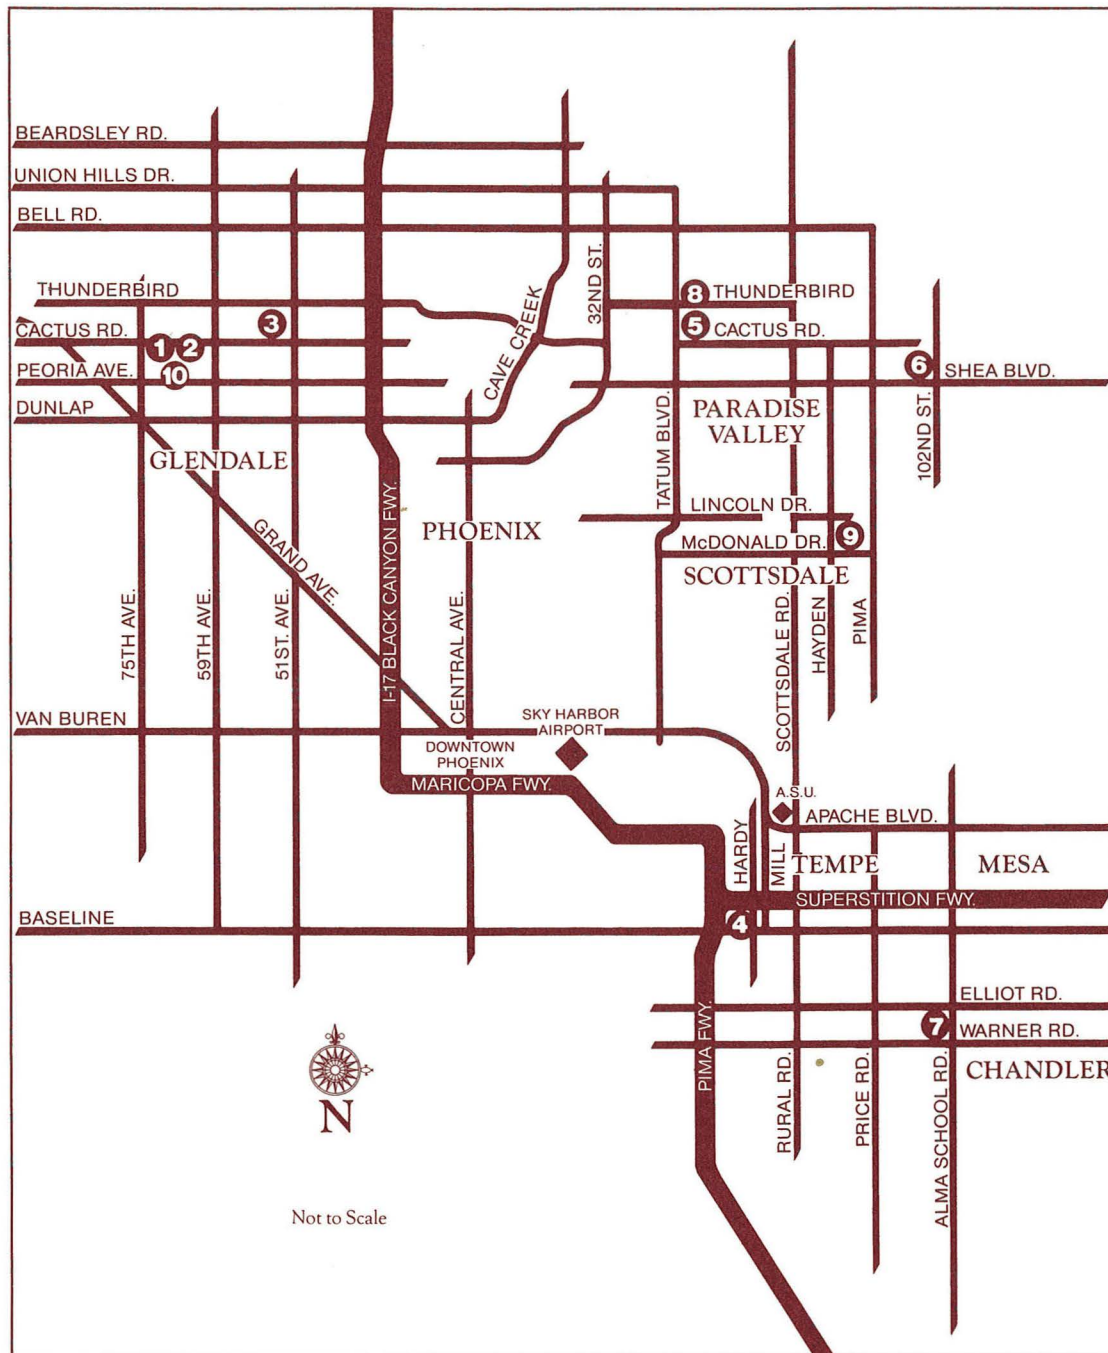 BEARDSLEY RD.
UNION HILLS DR.
BELL RD.
THUNDERBIRD
32ND ST.
8
THUNDERBIRD
CACTUS RD.
3
CAVE CREEK
5
CACTUS RD.
1
2
6
SHEA BLVD.
PEORIA AVE.
10
DUNLAP
TATUM BLVD.
PARADISE
VALLEY
102ND ST.
GLENDALE
LINCOLN DR.
GRAND AVE.
I-17 BLACK CANYON FWY.
PHOENIX
McDONALD DR.
9
SCOTTSDALE
75TH AVE.
59TH AVE.
51ST. AVE.
CENTRAL AVE.
SCOTTSDALE RD.
HAYDEN
PIMA
VAN BUREN
SKY HARBOR
AIRPORT
DOWNTOWN
PHOENIX
MARICOPA FWY.
A.S.U.
APACHE BLVD.
HARDY
MILL
TEMPE
MESA
SUPERSTITION FWY.
BASELINE
4
ELLIOT RD.
7
WARNER RD.
PIMA FWY.
RURAL RD.
PRICE RD.
ALMA SCHOOL RD.
CHANDLER
N
Not to Scale